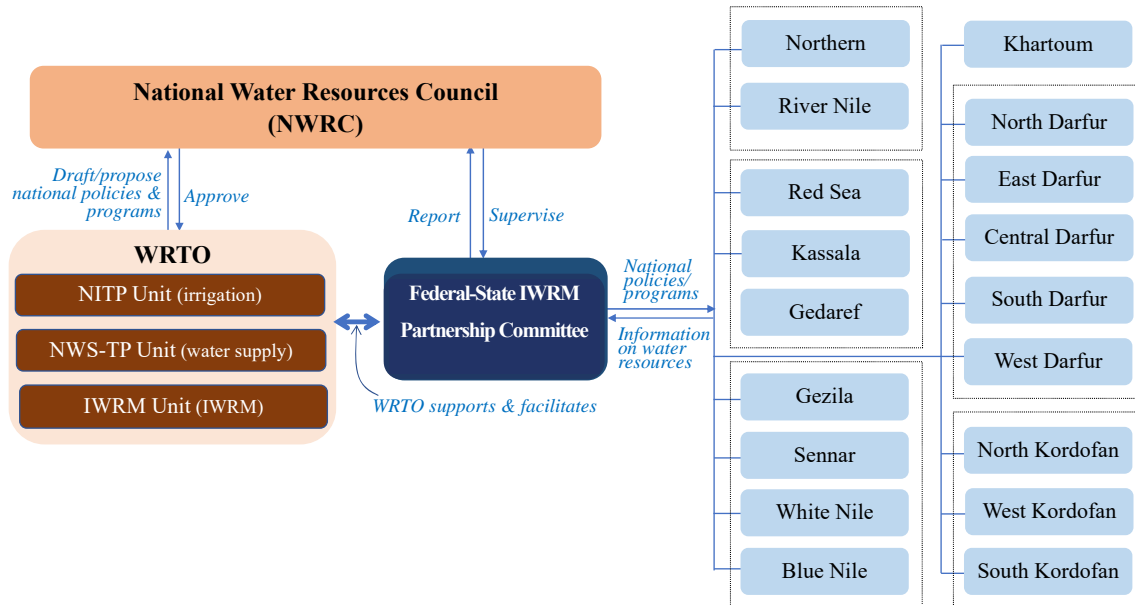 National Water Resources Council
(NWRC)
Draft/propose
national policies &
programs
Approve
Report
Supervise
WRTO
NITP Unit (irrigation)
NWS-TP Unit (water supply)
IWRM Unit (IWRM)
Federal-State IWRM
Partnership Committee
WRTO supports & facilitates
National
policies/
programs
Information
on water
resources
Northern
River Nile
Red Sea
Kassala
Gedaref
Gezila
Sennar
White Nile
Blue Nile
Khartoum
North Darfur
East Darfur
Central Darfur
South Darfur
West Darfur
North Kordofan
West Kordofan
South Kordofan